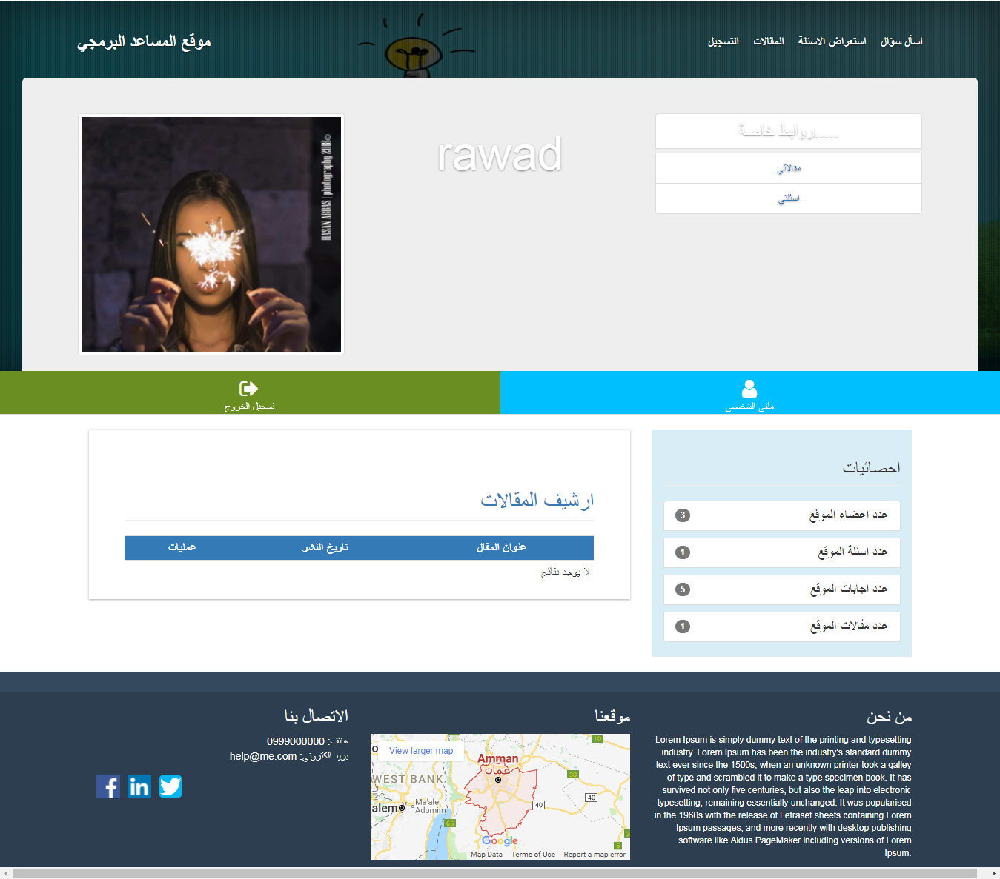 اسأل سؤال استعراض الاسئلة المقالات التسجيل
موقع المساعد البرمجي
روابط خاصة.....
مقالاتي
اسئلتي
rawad
HASAN ABBAS | photography 2018©
ملفي الشخصي
تسجيل الخروج
احصائيات
عدد اعضاء الموقع 3
عدد اسئلة الموقع 1
عدد اجابات الموقع 5
عدد مقالات الموقع 1
ارشيف المقالات
عنوان المقال تاريخ النشر عمليات
لا يوجد نتائج
من نحن
Lorem Ipsum is simply dummy text of the printing and typesetting
industry. Lorem Ipsum has been the industry's standard dummy
text ever since the 1500s, when an unknown printer took a galley
of type and scrambled it to make a type specimen book. It has
survived not only five centuries, but also the leap into electronic
typesetting, remaining essentially unchanged. It was popularised
in the 1960s with the release of Letraset sheets containing Lorem
Ipsum passages, and more recently with desktop publishing
software like Aldus PageMaker including versions of Lorem
Ipsum.
موقعنا
View larger map
10
Amman
عمان
30
WEST BANK
40
40
Ma'ale
Adumim
salem
65
Google
5
3
Map Data Terms of Use Report a map error
الاتصال بنا
هاتف: 0999000000
بريد الكتروني: help@me.com